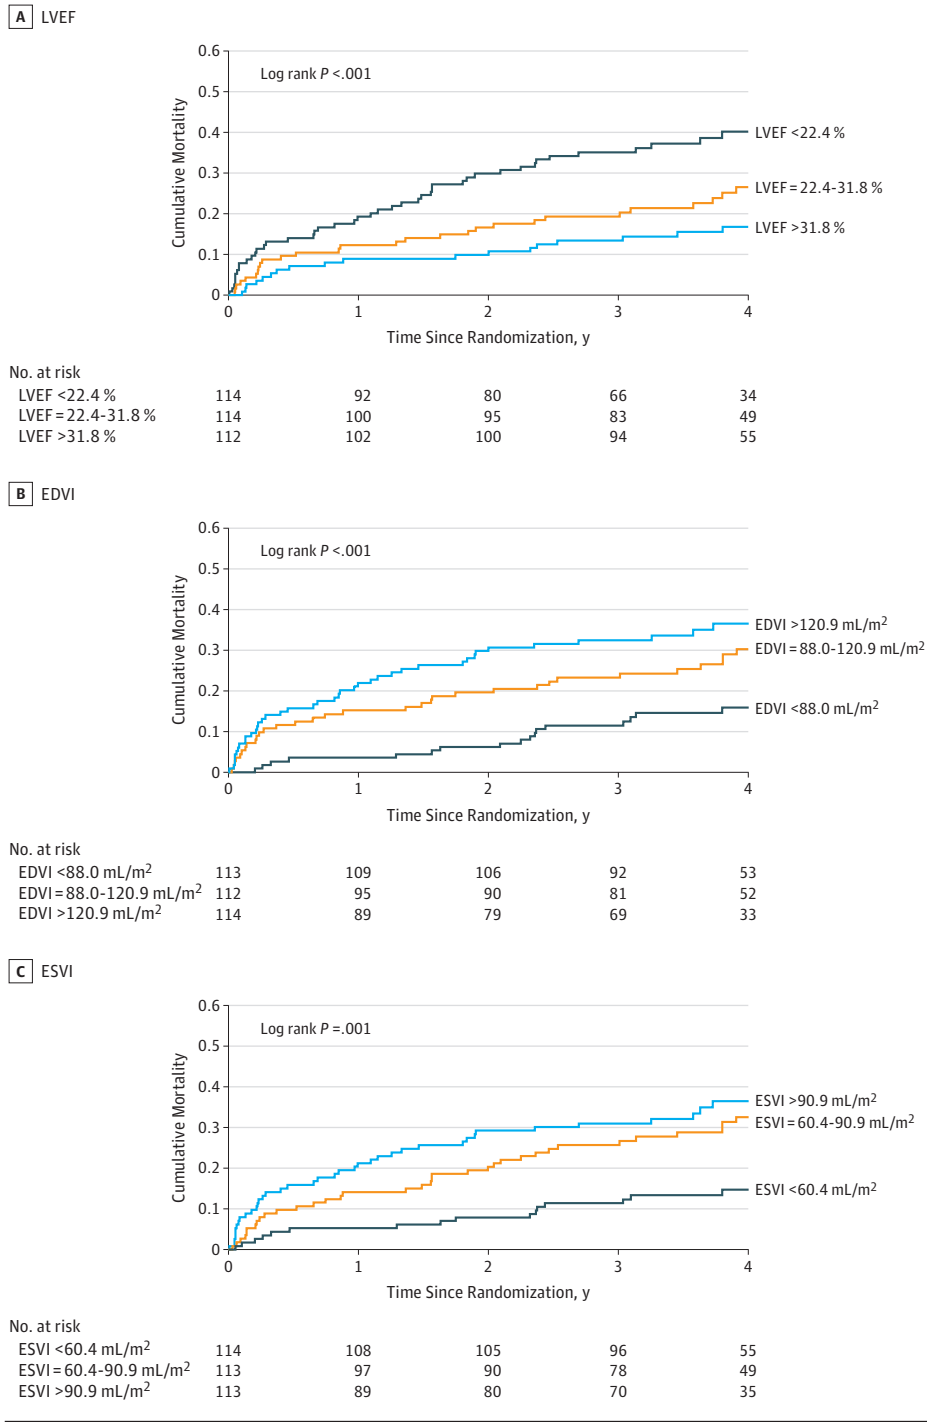 A LVEF
0.6
Log rank P <.001
0.5
0.4
LVEF <22.4 %
0.3
LVEF = 22.4-31.8 %
0.2
LVEF >31.8 %
0.1
0
Cumulative Mortality
0 1 2 3 4
Time Since Randomization, y
No. at risk
LVEF <22.4 % 114 92 80 66 34
LVEF = 22.4-31.8 % 114 100 95 83 49
LVEF >31.8 % 112 102 100 94 55
B EDVI
0.6
Log rank P <.001
0.5
0.4
EDVI >120.9 mL/m2
0.3
EDVI = 88.0-120.9 mL/m2
0.2
EDVI <88.0 mL/m2
0.1
0
Cumulative Mortality
0 1 2 3 4
Time Since Randomization, y
No. at risk
EDVI <88.0 mL/m2 113 109 106 92 53
EDVI = 88.0-120.9 mL/m2 112 95 90 81 52
EDVI >120.9 mL/m2 114 89 79 69 33
C ESVI
0.6
Log rank P =.001
0.5
0.4
ESVI >90.9 mL/m2
0.3
ESVI = 60.4-90.9 mL/m2
0.2
ESVI <60.4 mL/m2
0.1
0
Cumulative Mortality
0 1 2 3 4
Time Since Randomization, y
No. at risk
ESVI <60.4 mL/m2 114 108 105 96 55
ESVI = 60.4-90.9 mL/m2 113 97 90 78 49
ESVI >90.9 mL/m2 113 89 80 70 35